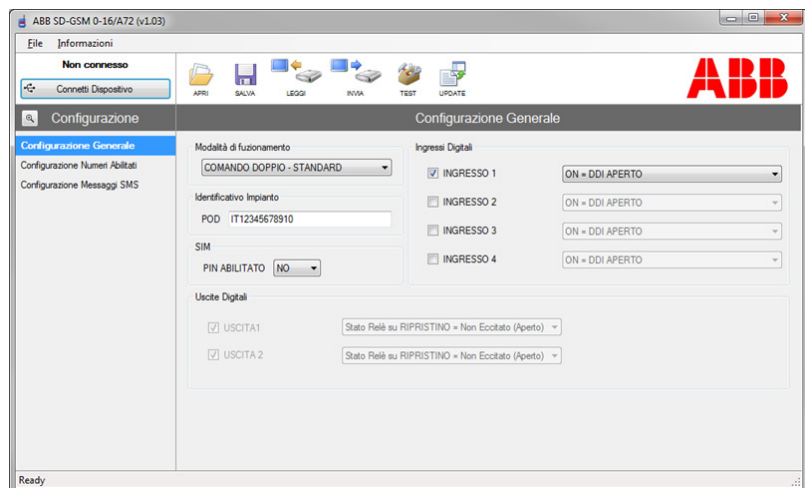 ABB SD-GSM 0-16/A72 (v1.03)
File Informazioni
Non connesso
Connetti Dispositivo
APRI SALVA LEGGI INVIA TEST UPDATE
ABB
Configurazione
Configurazione Generale
Configurazione Generale
Configurazione Numeri Abilitati
Configurazione Messaggi SMS
Modalità di fuzionamento
COMANDO DOPPIO - STANDARD
Identificativo Impianto
POD IT12345678910
SIM
PIN ABILITATO NO
Ingressi Digitali
INGRESSO 1 ON = DDI APERTO
INGRESSO 2 ON = DDI APERTO
INGRESSO 3 ON = DDI APERTO
INGRESSO 4 ON = DDI APERTO
Uscite Digitali
USCITA1 Stato Relè su RIPRISTINO = Non Eccitato (Aperto)
USCITA 2 Stato Relè su RIPRISTINO = Non Eccitato (Aperto)
Ready